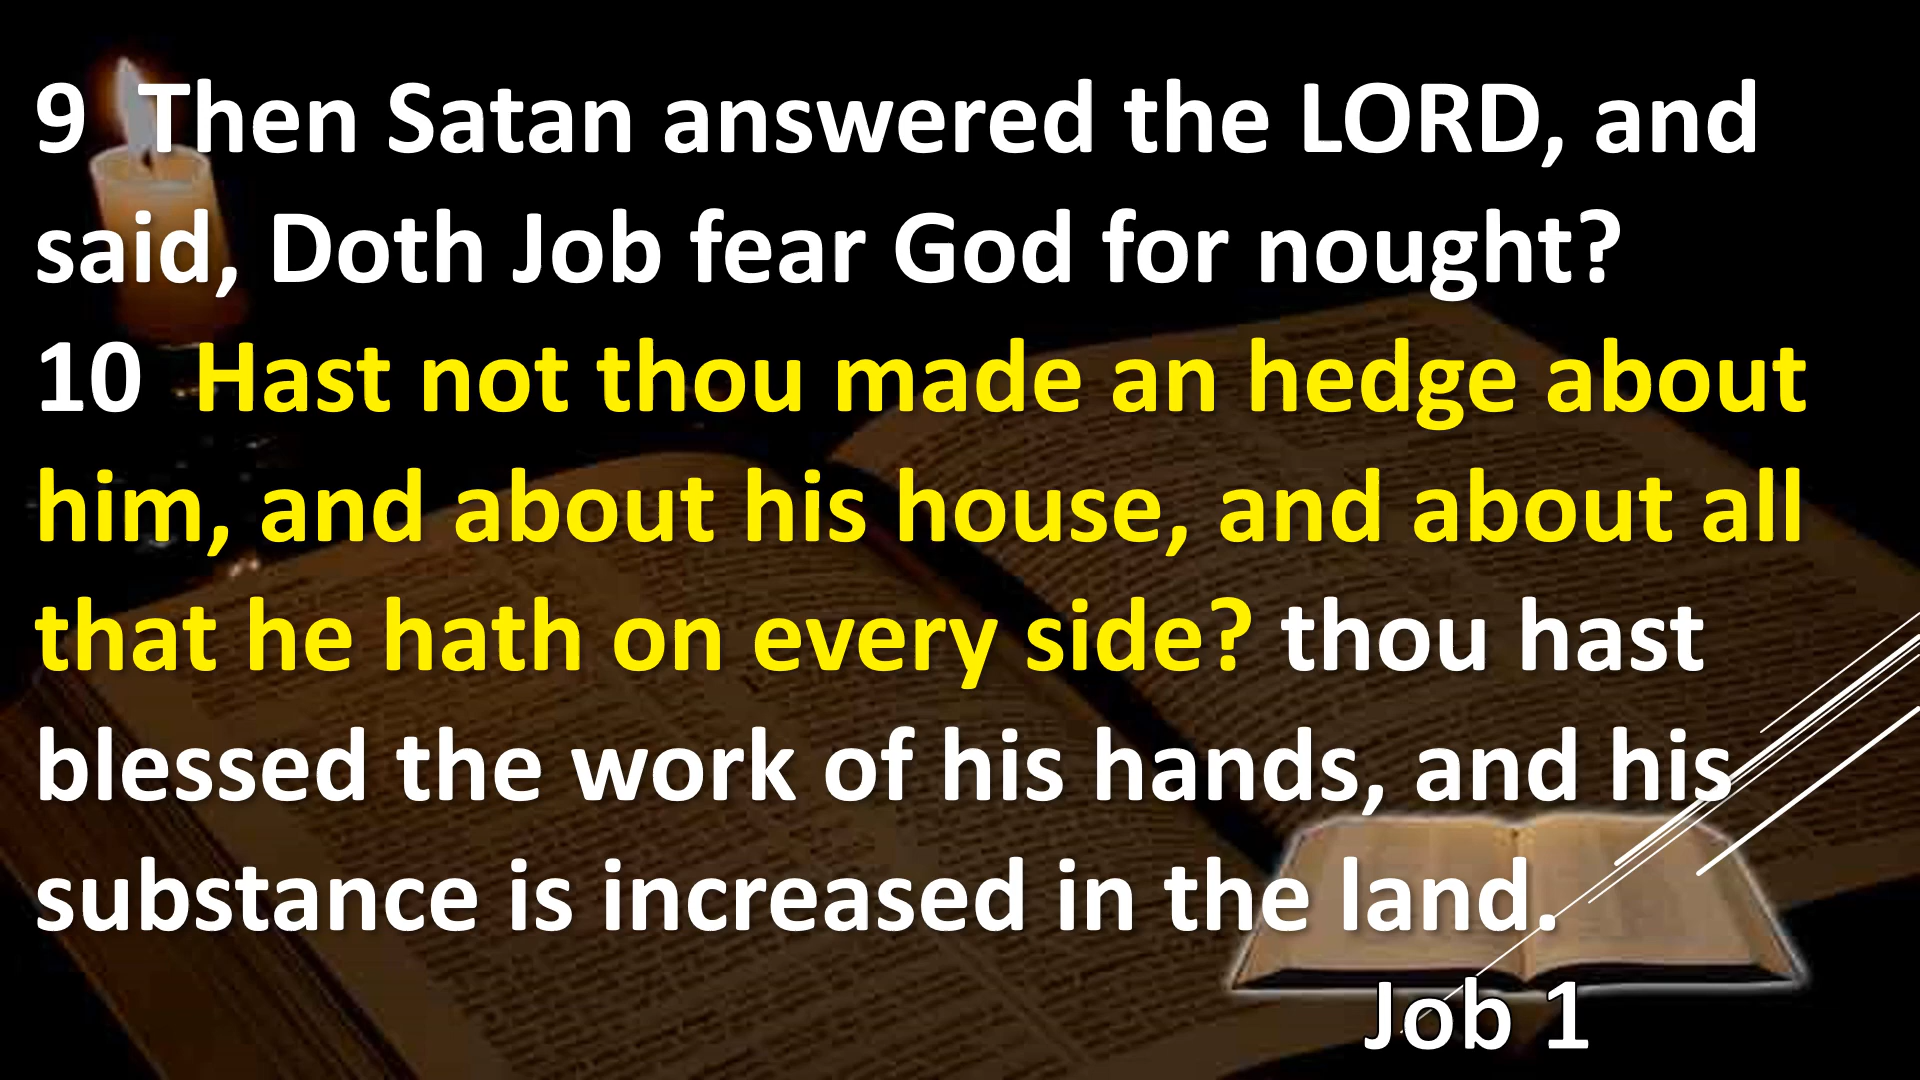 9  Then Satan answered the LORD, and
said, Doth Job fear God for nought?
10  Hast not thou made an hedge about
him, and about his house, and about all
that he hath on every side? thou hast
blessed the work of his hands, and his
substance is increased in the land.
Job 1